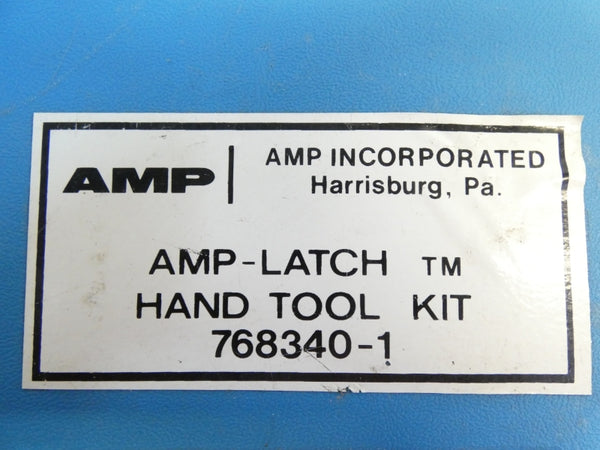 AMP
AMP INCORPORATED
Harrisburg, Pa.
AMP-LATCH TM
HAND TOOL KIT
768340-1